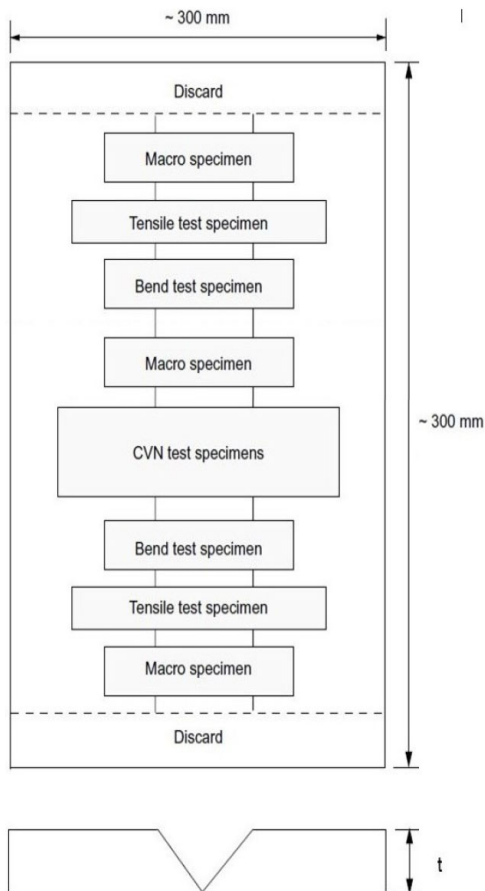 ~ 300 mm
Discard
Macro specimen
Tensile test specimen
Bend test specimen
Macro specimen
~ 300 mm
CVN test specimens
Bend test specimen
Tensile test specimen
Macro specimen
Discard
t